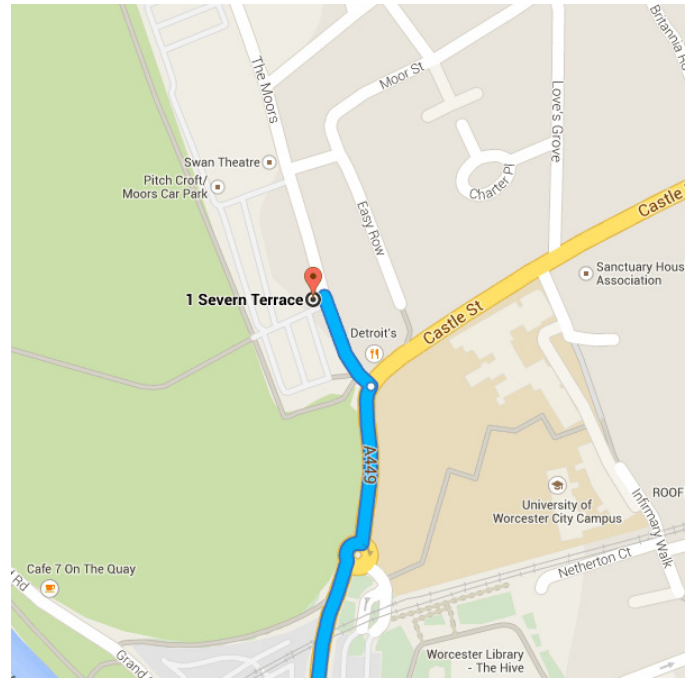 The Moors
Moor St
Love's Grove
Britannia
Swan Theatre
Pitch Croft/
Moors Car Park
Charter Pl
Easy Row
Castle
Sanctuary Hous
Association
1 Severn Terrace
Castle St
Detroit's
A449
University of
Worcester City Campus
ROOF
Infirmary Walk
Netherton Ct
Cafe 7 On The Quay
Rd
Grand
Worcester Library
- The Hive